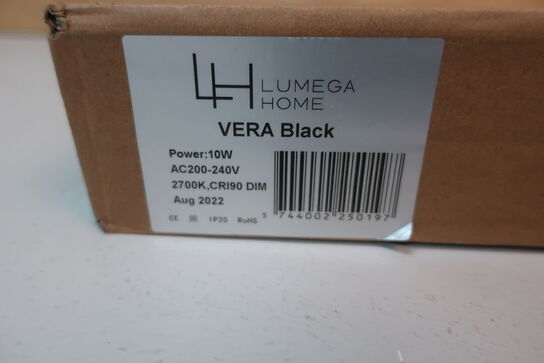 LH LUMEGA
HOME
VERA Black
Power:10W
AC200-240V
2700K,CRI90 DIM
Aug 2022
CE IP20 RoHS
5 744002 250197